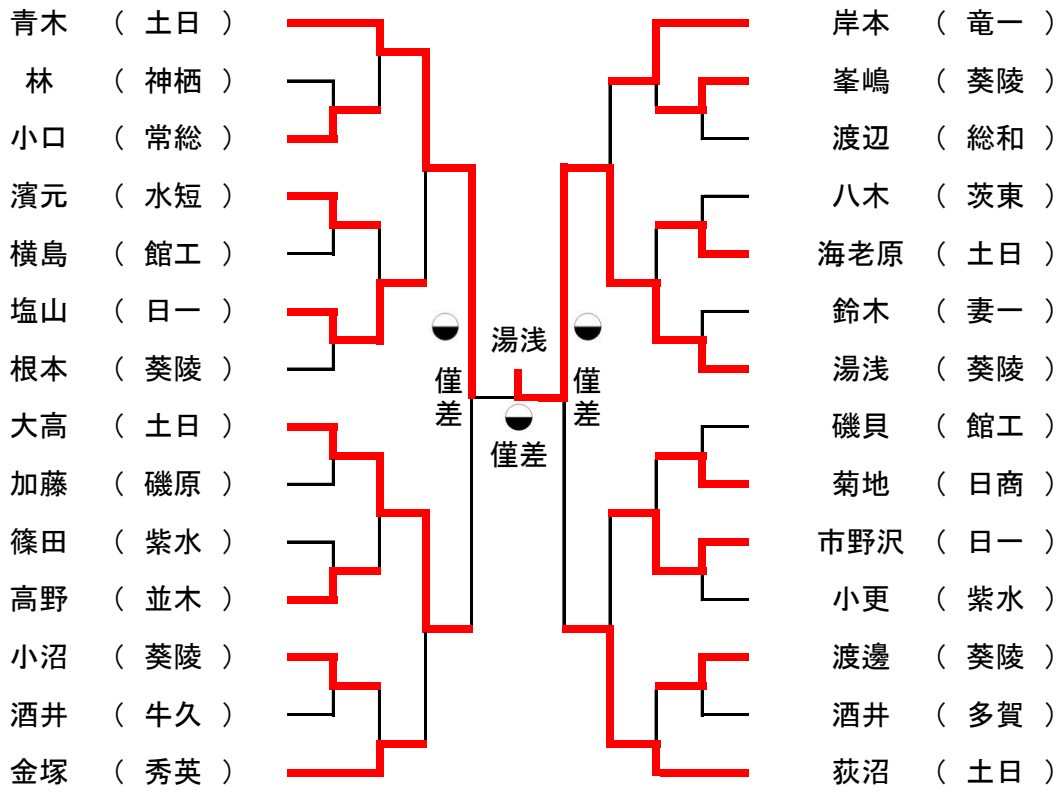 青木 （ 土日 ）
林 （ 神栖 ）
小口 （ 常総 ）
濱元 （ 水短 ）
横島 （ 館工 ）
塩山 （ 日一 ）
根本 （ 葵陵 ）
大高 （ 土日 ）
加藤 （ 磯原 ）
篠田 （ 紫水 ）
高野 （ 並木 ）
小沼 （ 葵陵 ）
酒井 （ 牛久 ）
金塚 （ 秀英 ）
僅差
湯浅
僅差
僅差
岸本 （ 竜一 ）
峯嶋 （ 葵陵 ）
渡辺 （ 総和 ）
八木 （ 茨東 ）
海老原 （ 土日 ）
鈴木 （ 妻一 ）
湯浅 （ 葵陵 ）
磯貝 （ 館工 ）
菊地 （ 日商 ）
市野沢 （ 日一 ）
小更 （ 紫水 ）
渡邊 （ 葵陵 ）
酒井 （ 多賀 ）
荻沼 （ 土日 ）